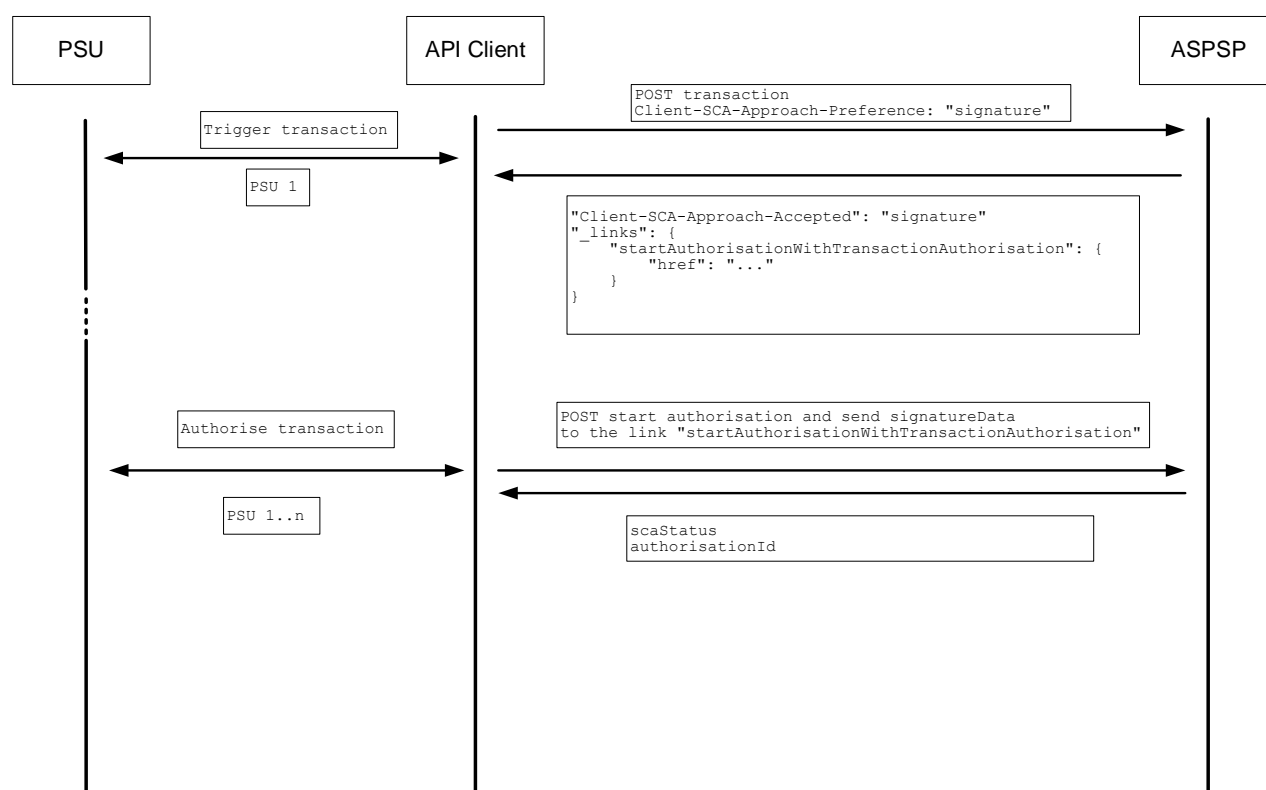 PSU
API Client
ASPSP
POST transaction
Client-SCA-Approach-Preference: "signature"
Trigger transaction
PSU 1
"Client-SCA-Approach-Accepted": "signature"
"_links": {
"startAuthorisationWithTransactionAuthorisation": {
"href": "..."
}
}
Authorise transaction
POST start authorisation and send signatureData
to the link "startAuthorisationWithTransactionAuthorisation"
PSU 1..n
scaStatus
authorisationId